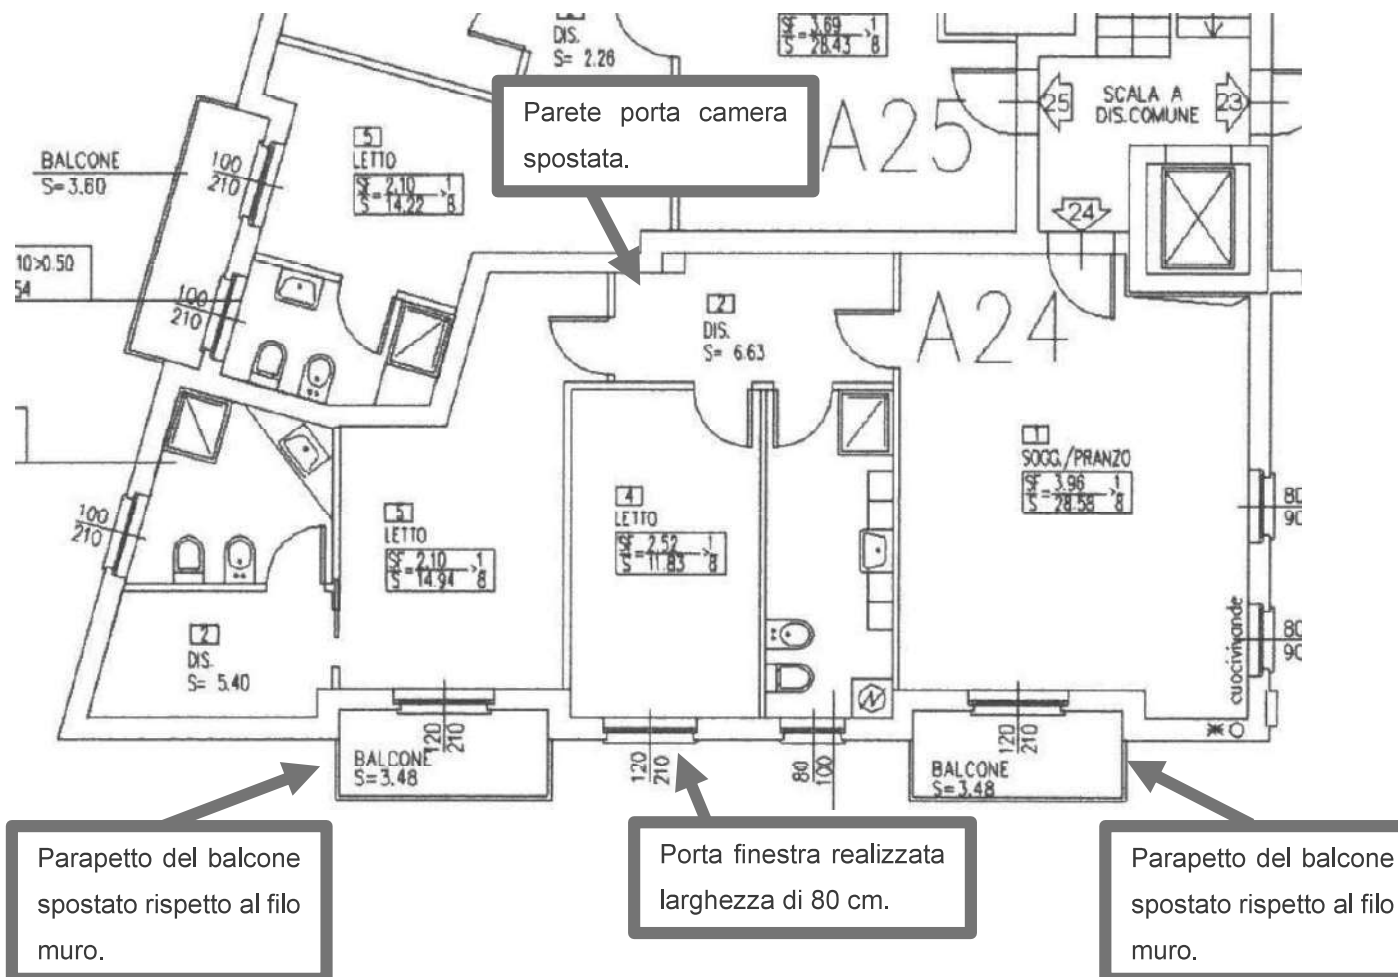 DIS.
S= 2.26
SF 3.69 1
S = 28.43 > 8
Parete porta camera
spostata.
A25
25
SCALA A
DIS.COMUNE
23
24
BALCONE
S=3.60
100
210
5
LETTO
SF 2.10 1
S = 14.22 > 8
10>0.50
54
100
210
2
DIS.
S= 6.63
A24
1
SOGG./PRANZO
SF 3.96 1
S = 28.58 > 8
100
210
5
LETTO
SF 2.10 1
S = 14.94 > 8
4
LETTO
SF 2.52 1
S = 11.83 > 8
80
90
2
DIS.
S= 5.40
cuocivivande
80
90
N
BALCONE
S=3.48
120
210
120
210
80
100
BALCONE
S=3.48
120
210
Parapetto del balcone
spostato rispetto al filo
muro.
Porta finestra realizzata
larghezza di 80 cm.
Parapetto del balcone
spostato rispetto al filo
muro.